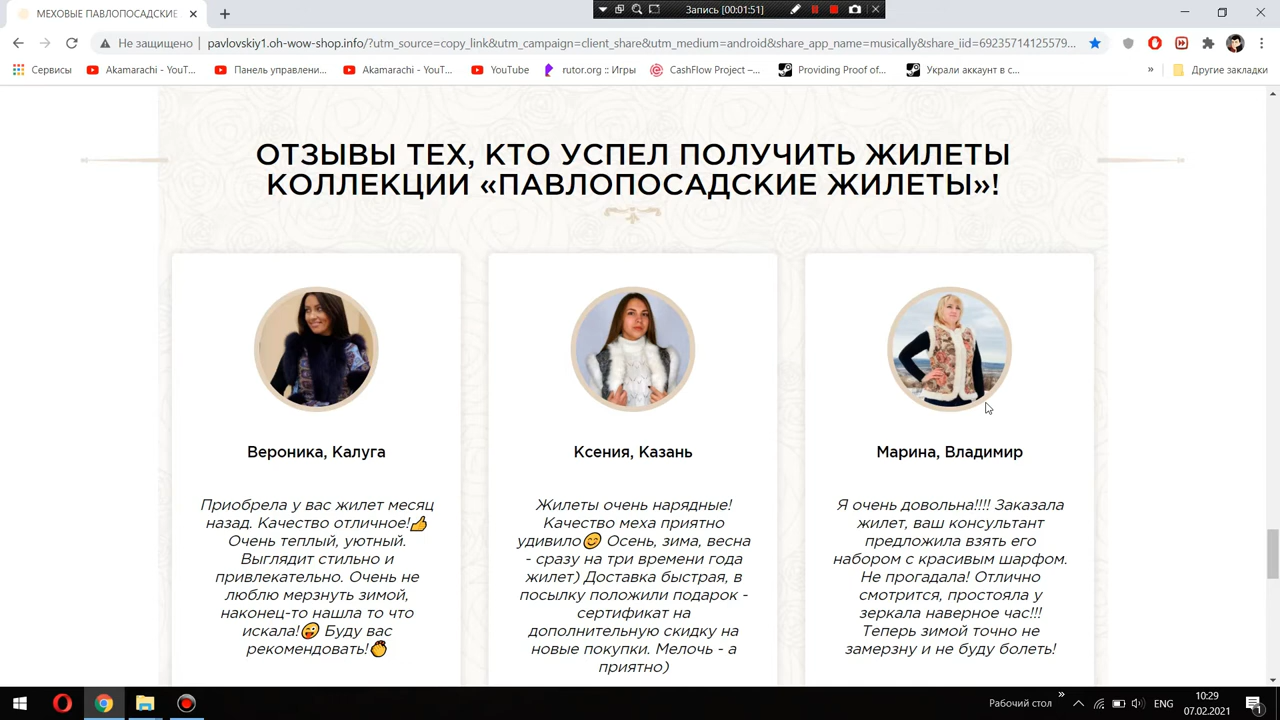 МЕХОВЫЕ ПАВЛОПОСАДСКИЕ
Запись [00:01:51]
Не защищено
pavlovskiy1.oh-wow-shop.info/?utm_source=copy_link&utm_campaign=client_share&utm_medium=android&share_app_name=musically&share_iid=69235714125579...
Сервисы
Akamarachi - YouT...
Панель управлени...
Akamarachi - YouT...
YouTube
rutor.org :: Игры
CashFlow Project –...
Providing Proof of...
Украли аккаунт в с...
»
Другие закладки
ОТЗЫВЫ ТЕХ, КТО УСПЕЛ ПОЛУЧИТЬ ЖИЛЕТЫ
КОЛЛЕКЦИИ «ПАВЛОПОСАДСКИЕ ЖИЛЕТЫ»!
Вероника, Калуга
Приобрела у вас жилет месяц
назад. Качество отличное!👍
Очень теплый, уютный.
Выглядит стильно и
привлекательно. Очень не
люблю мерзнуть зимой,
наконец-то нашла то что
искала!😜 Буду вас
рекомендовать!👏
Ксения, Казань
Жилеты очень нарядные!
Качество меха приятно
удивило😊 Осень, зима, весна
- сразу на три времени года
жилет) Доставка быстрая, в
посылку положили подарок -
сертификат на
дополнительную скидку на
новые покупки. Мелочь - а
приятно)
Марина, Владимир
Я очень довольна!!!! Заказала
жилет, ваш консультант
предложила взять его
набором с красивым шарфом.
Не прогадала! Отлично
смотрится, простояла у
зеркала наверное час!!!
Теперь зимой точно не
замерзну и не буду болеть!
Рабочий стол
»
ENG
10:29
07.02.2021
1